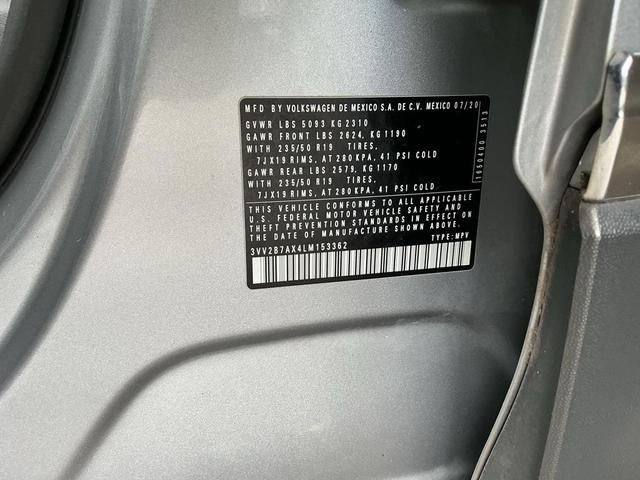 MFD BY VOLKSWAGEN DE MEXICO S.A. DE C.V. MEXICO 07/20
GVWR LBS 5093 KG 2310
GAWR FRONT LBS 2624, KG 1190
WITH 235/50 R19 TIRES,
7JX19 RIMS, AT 280 KPA, 41 PSI COLD
GAWR REAR LBS 2579, KG 1170
WITH 235/50 R19 TIRES,
7JX19 RIMS, AT 280 KPA, 41 PSI COLD
THIS VEHICLE CONFORMS TO ALL APPLICABLE
U.S. FEDERAL MOTOR VEHICLE SAFETY AND
THEFT PREVENTION STANDARDS IN EFFECT ON
THE DATE OF MANUFACTURE SHOWN ABOVE.
3VV2B7AX4LM153362 TYPE: MPV
1650400 3513